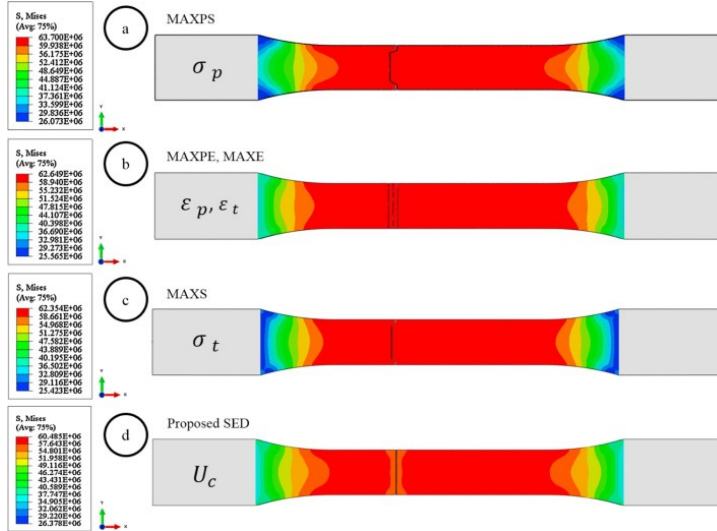 a
MAXPS
S, Mises
(Avg: 75%)
63.700E+06
59.938E+06
56.175E+06
52.412E+06
48.649E+06
44.887E+06
41.124E+06
37.361E+06
33.599E+06
29.836E+06
26.073E+06
σ p
Y
X
b
MAXPE, MAXE
S, Mises
(Avg: 75%)
62.649E+06
58.940E+06
55.232E+06
51.524E+06
47.815E+06
44.107E+06
40.398E+06
36.690E+06
32.981E+06
29.273E+06
25.565E+06
ε p, ε t
Y
X
c
MAXS
S, Mises
(Avg: 75%)
62.354E+06
58.661E+06
54.968E+06
51.275E+06
47.582E+06
43.889E+06
40.195E+06
36.502E+06
32.809E+06
29.116E+06
25.423E+06
σ t
Y
X
d
Proposed SED
S, Mises
(Avg: 75%)
60.485E+06
57.643E+06
54.801E+06
51.958E+06
49.116E+06
46.274E+06
43.431E+06
40.589E+06
37.747E+06
34.905E+06
32.062E+06
29.220E+06
26.378E+06
Uc
Y
X